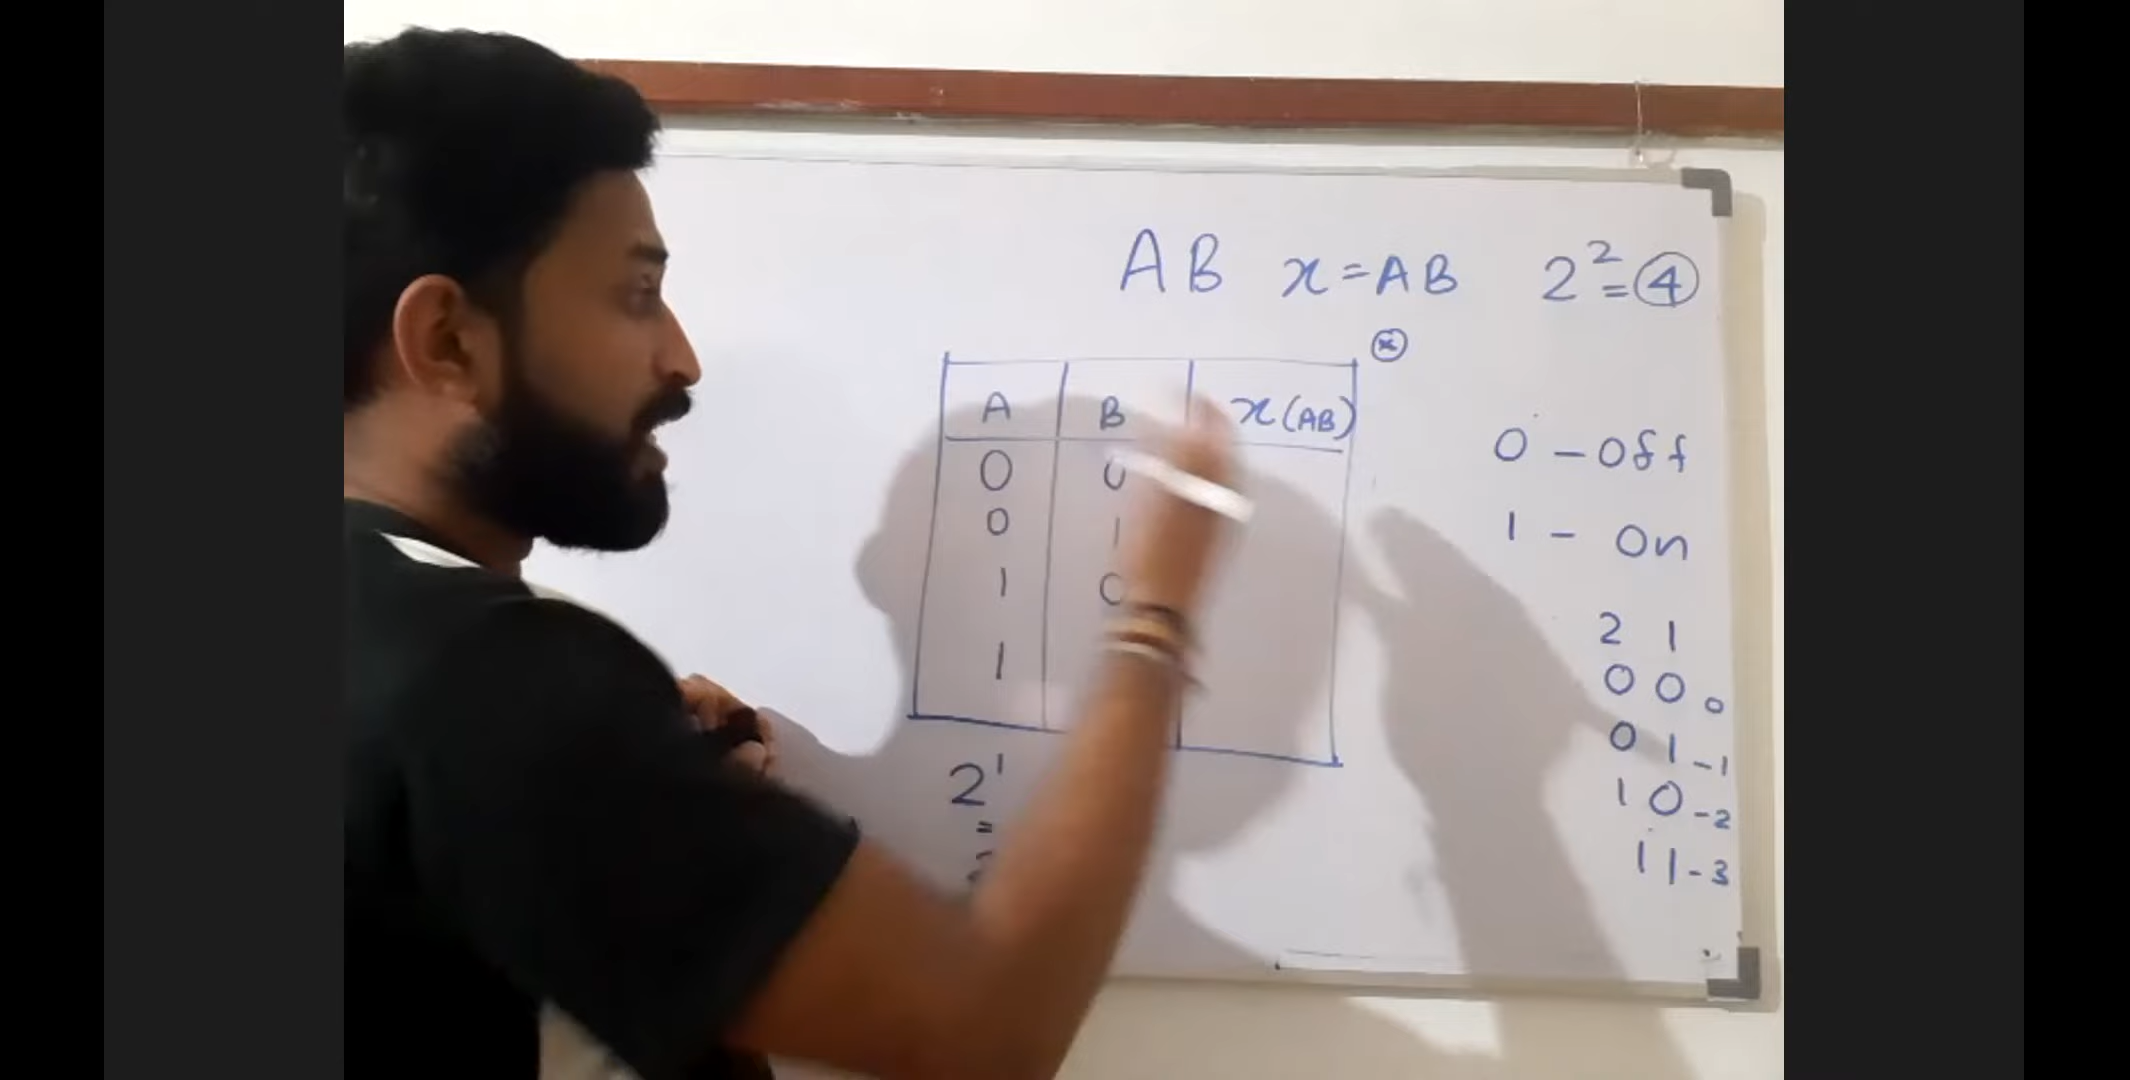 AB x=AB 2²=4
*
A B x(AB)
0 0
0 1
1 0
1
0 - off
1 - on
2 1
0 0 0
0 1 - 1
1 0 - 2
1 1 - 3
2¹
=